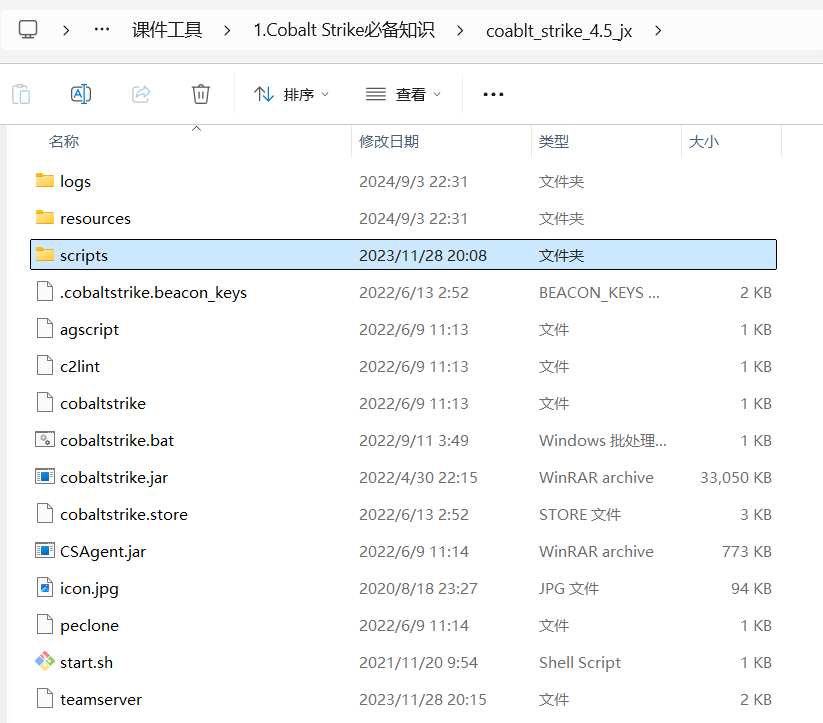 课件工具 1.Cobalt Strike必备知识 coablt_strike_4.5_jx
排序 查看
名称 修改日期 类型 大小
logs 2024/9/3 22:31 文件夹
resources 2024/9/3 22:31 文件夹
scripts 2023/11/28 20:08 文件夹
.cobaltstrike.beacon_keys 2022/6/13 2:52 BEACON_KEYS ... 2 KB
agscript 2022/6/9 11:13 文件 1 KB
c2lint 2022/6/9 11:13 文件 1 KB
cobaltstrike 2022/6/9 11:13 文件 1 KB
cobaltstrike.bat 2022/9/11 3:49 Windows 批处理... 1 KB
cobaltstrike.jar 2022/4/30 22:15 WinRAR archive 33,050 KB
cobaltstrike.store 2022/6/13 2:52 STORE 文件 3 KB
CSAgent.jar 2022/6/9 11:14 WinRAR archive 773 KB
icon.jpg 2020/8/18 23:27 JPG 文件 94 KB
peclone 2022/6/9 11:14 文件 1 KB
start.sh 2021/11/20 9:54 Shell Script 1 KB
teamserver 2023/11/28 20:15 文件 2 KB